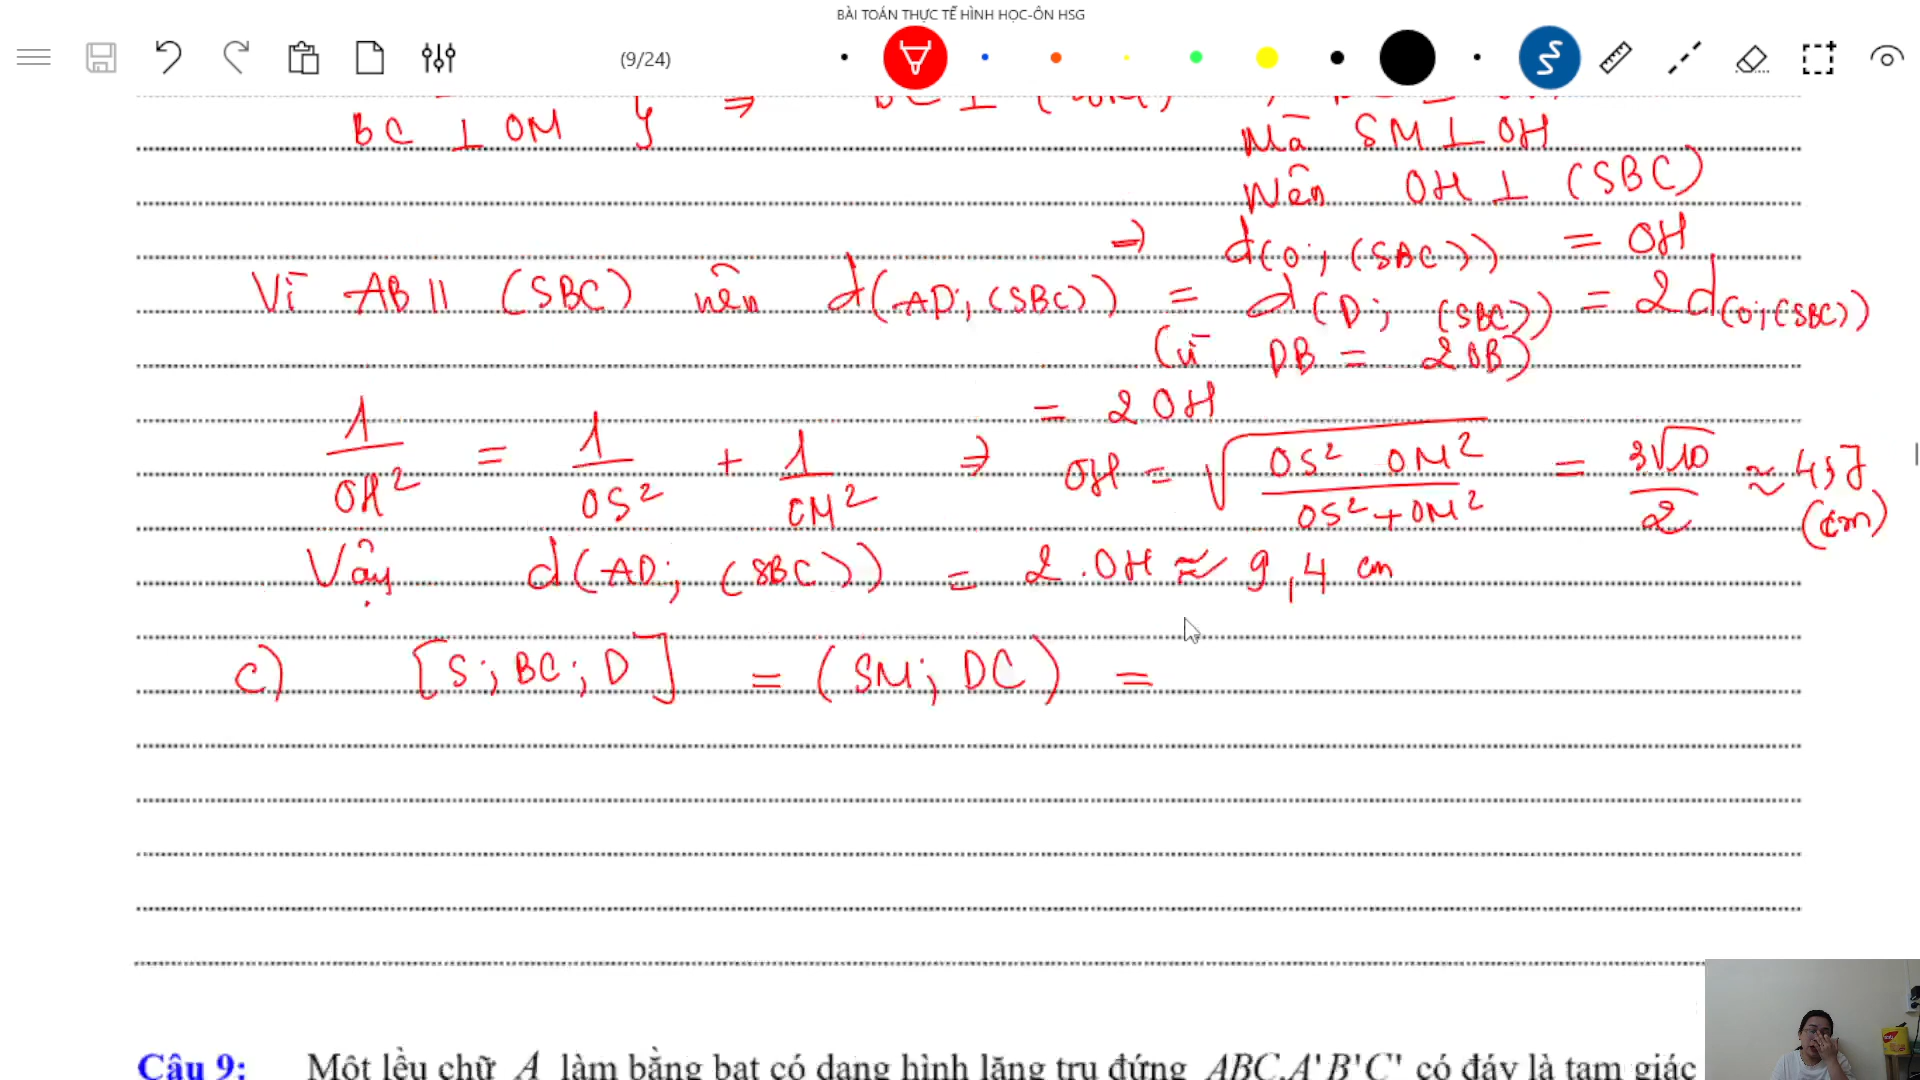 BÀI TOÁN THỰC TẾ HÌNH HỌC-ÔN HSG
(9/24)
BC ⊥ OM } ⇒ BC ⊥
Mà SM ⊥ OH
Nên OH ⊥ (SBC)
⇒ d(O; (SBC)) = OH
Vì AB // (SBC) nên d(AD; (SBC)) = d(D; (SBC)) = 2d(O;(SBC))
(vì DB = 2OB)
= 2OH
1/OH² = 1/OS² + 1/OM² ⇒ OH = √(OS² OM² / OS² + OM²) = 3√10/2 ≈ 4,7 (cm)
Vậy d(AD; (SBC)) = 2.OH ≈ 9,4 cm
c) [S; BC; D] = (SM; DC) =
Câu 9: Một lều chữ A làm bằng bạt có dạng hình lăng trụ đứng ABC.A'B'C' có đáy là tam giác